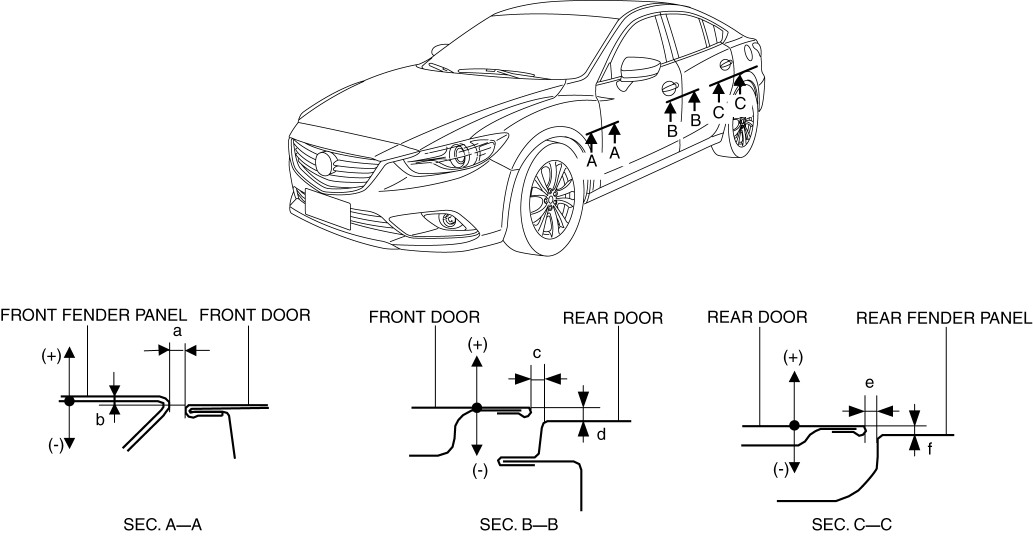 A A
B B
C C
FRONT FENDER PANEL FRONT DOOR
a
(+)
b
(-)
SEC. A—A
FRONT DOOR REAR DOOR
(+)
c
d
(-)
SEC. B—B
REAR DOOR REAR FENDER PANEL
(+)
e
f
(-)
SEC. C—C